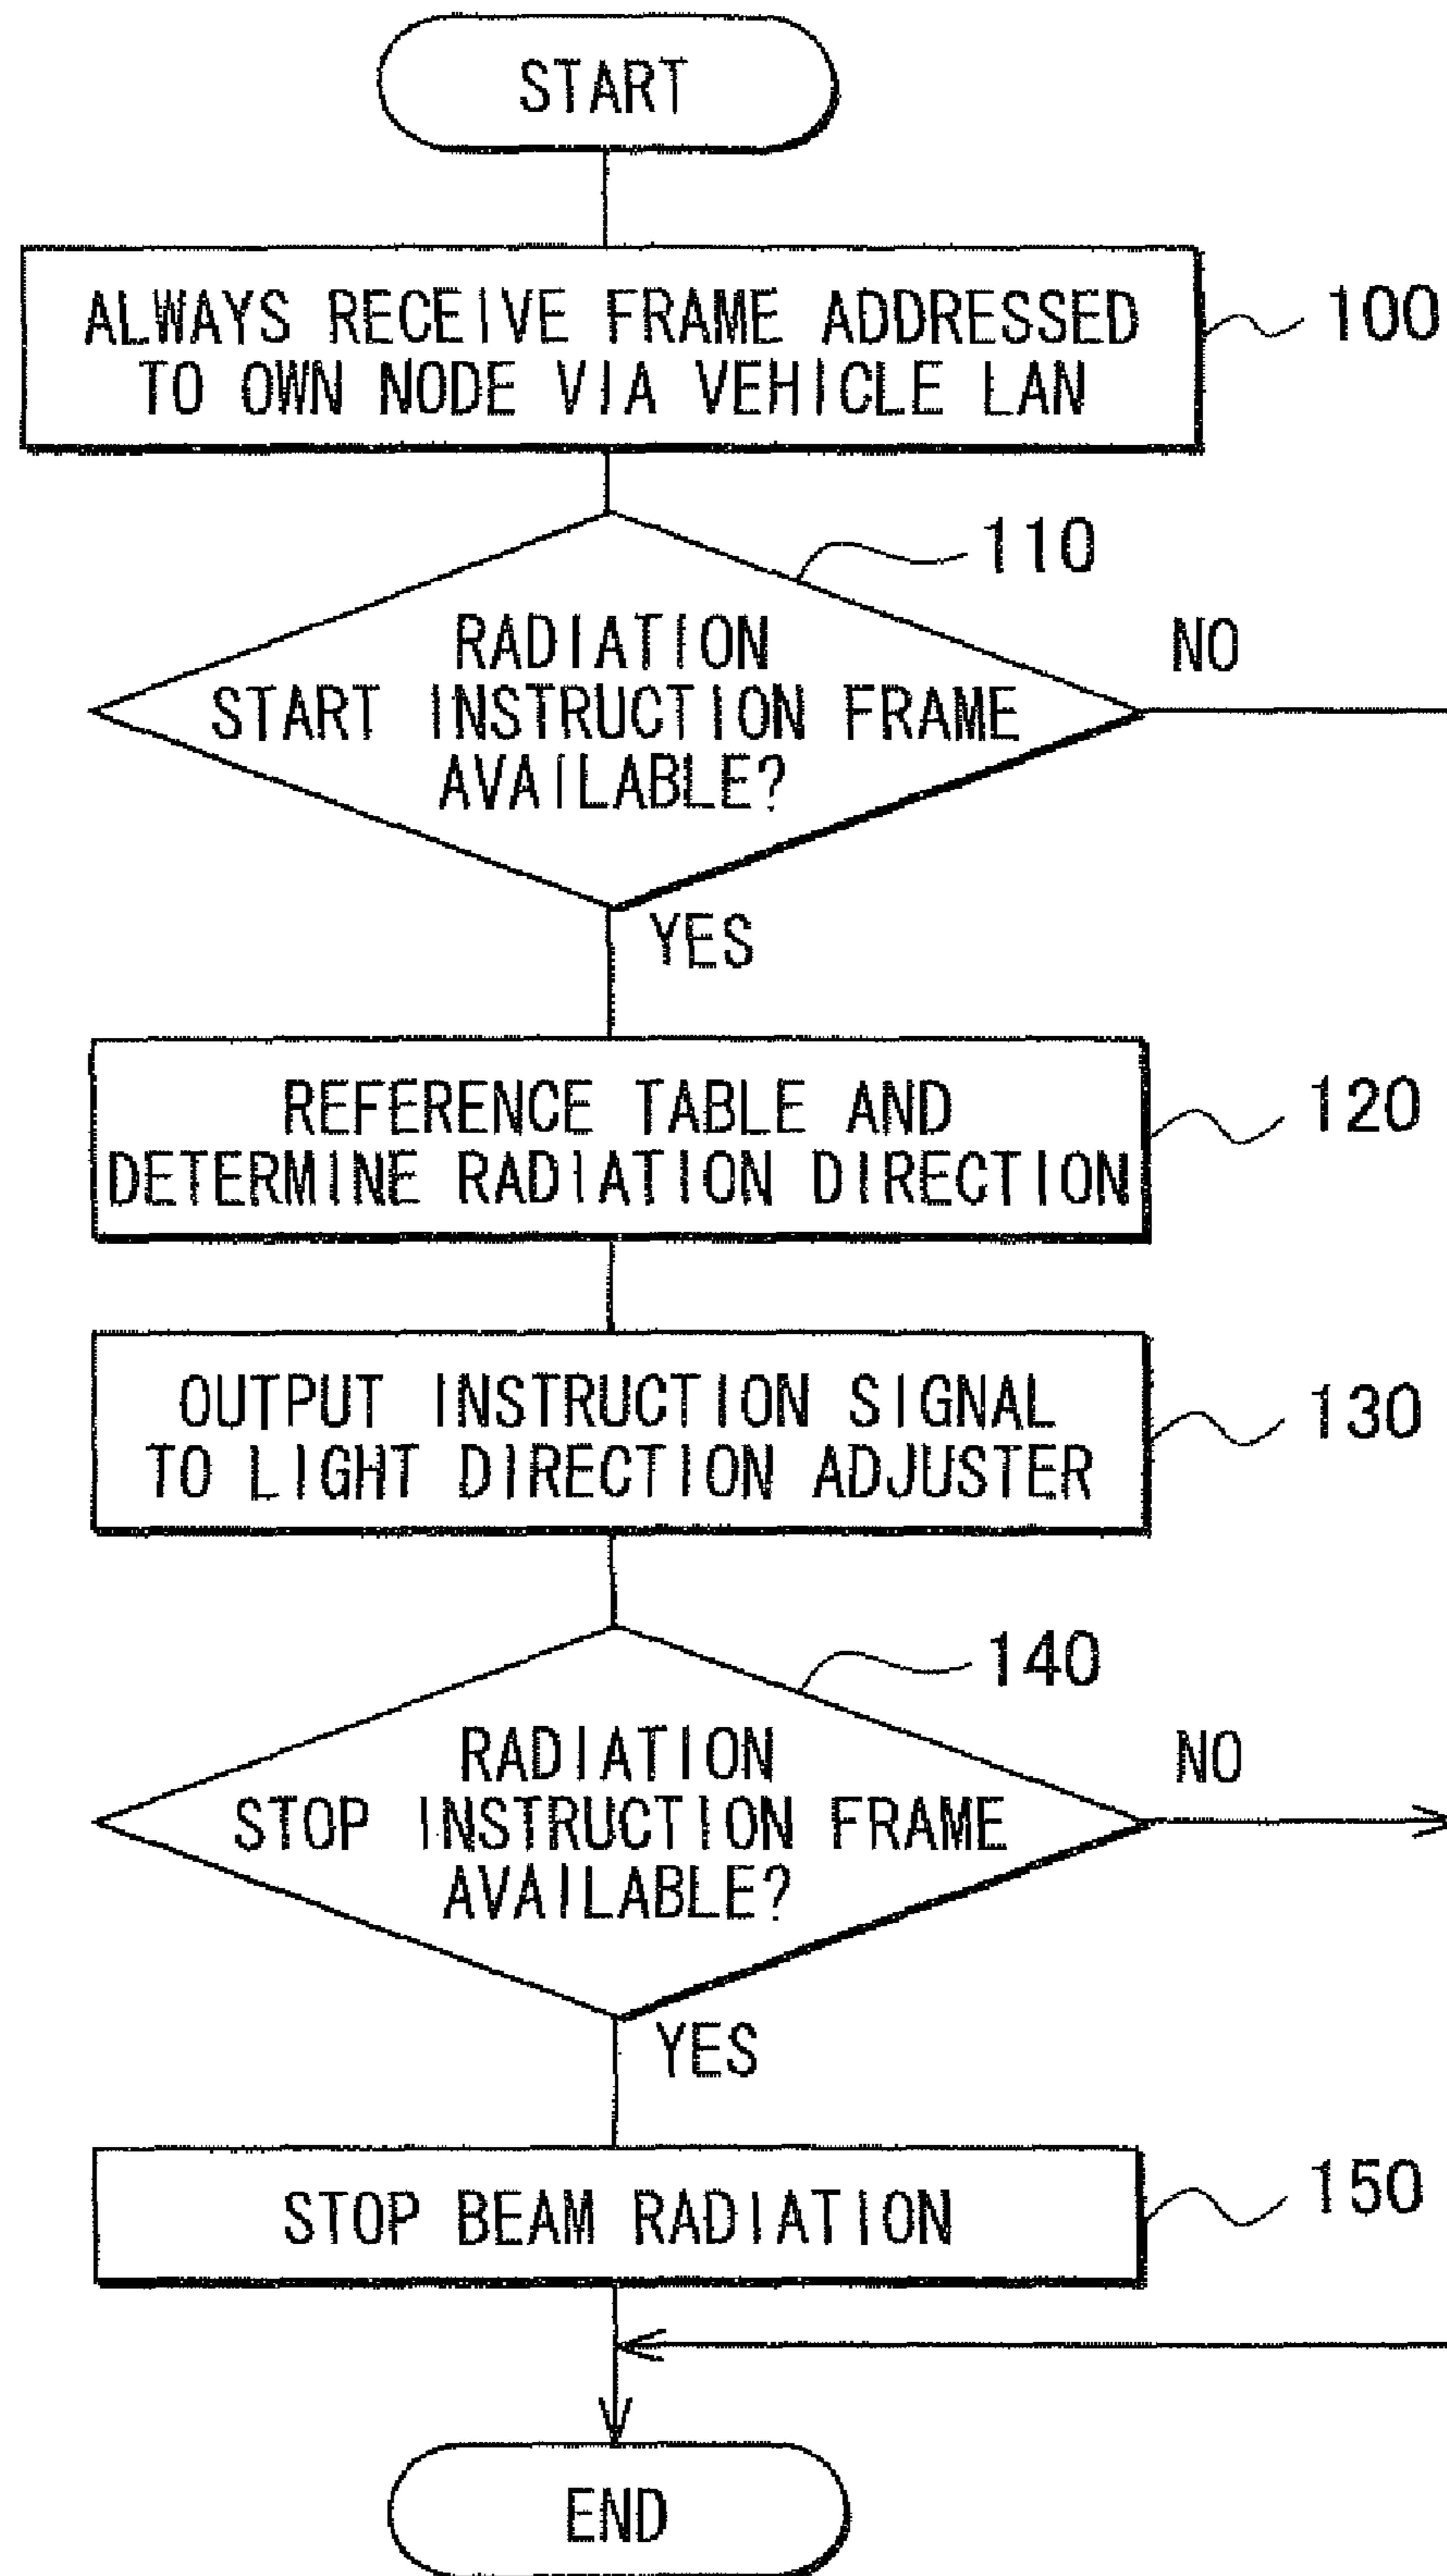 START
ALWAYS RECEIVE FRAME ADDRESSED
TO OWN NODE VIA VEHICLE LAN
100
110
RADIATION
START INSTRUCTION FRAME
AVAILABLE?
NO
YES
REFERENCE TABLE AND
DETERMINE RADIATION DIRECTION
120
OUTPUT INSTRUCTION SIGNAL
TO LIGHT DIRECTION ADJUSTER
130
140
RADIATION
STOP INSTRUCTION FRAME
AVAILABLE?
NO
YES
STOP BEAM RADIATION
150
END